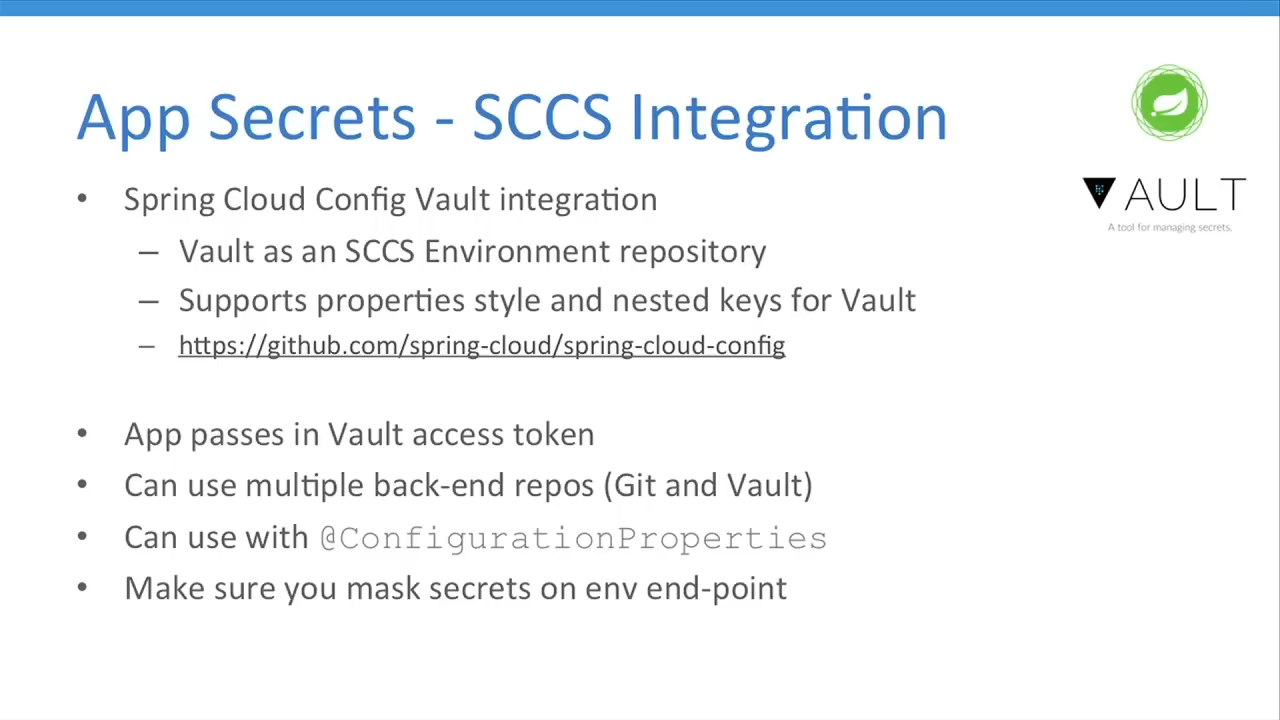 App Secrets - SCCS Integration
• Spring Cloud Config Vault integration
– Vault as an SCCS Environment repository
– Supports properties style and nested keys for Vault
– https://github.com/spring-cloud/spring-cloud-config
• App passes in Vault access token
• Can use multiple back-end repos (Git and Vault)
• Can use with @ConfigurationProperties
• Make sure you mask secrets on env end-point
VAULT
A tool for managing secrets.